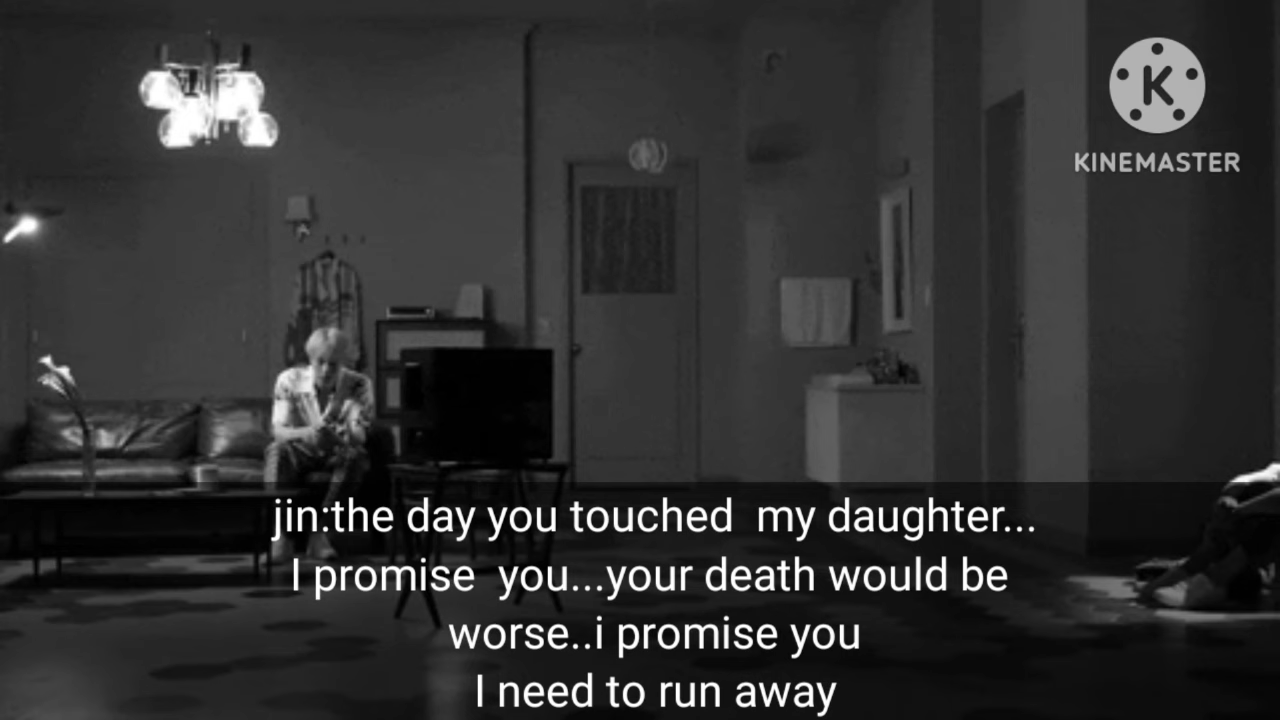 KINEMASTER
jin:the day you touched  my daughter...
I promise  you...your death would be
worse..i promise you
I need to run away